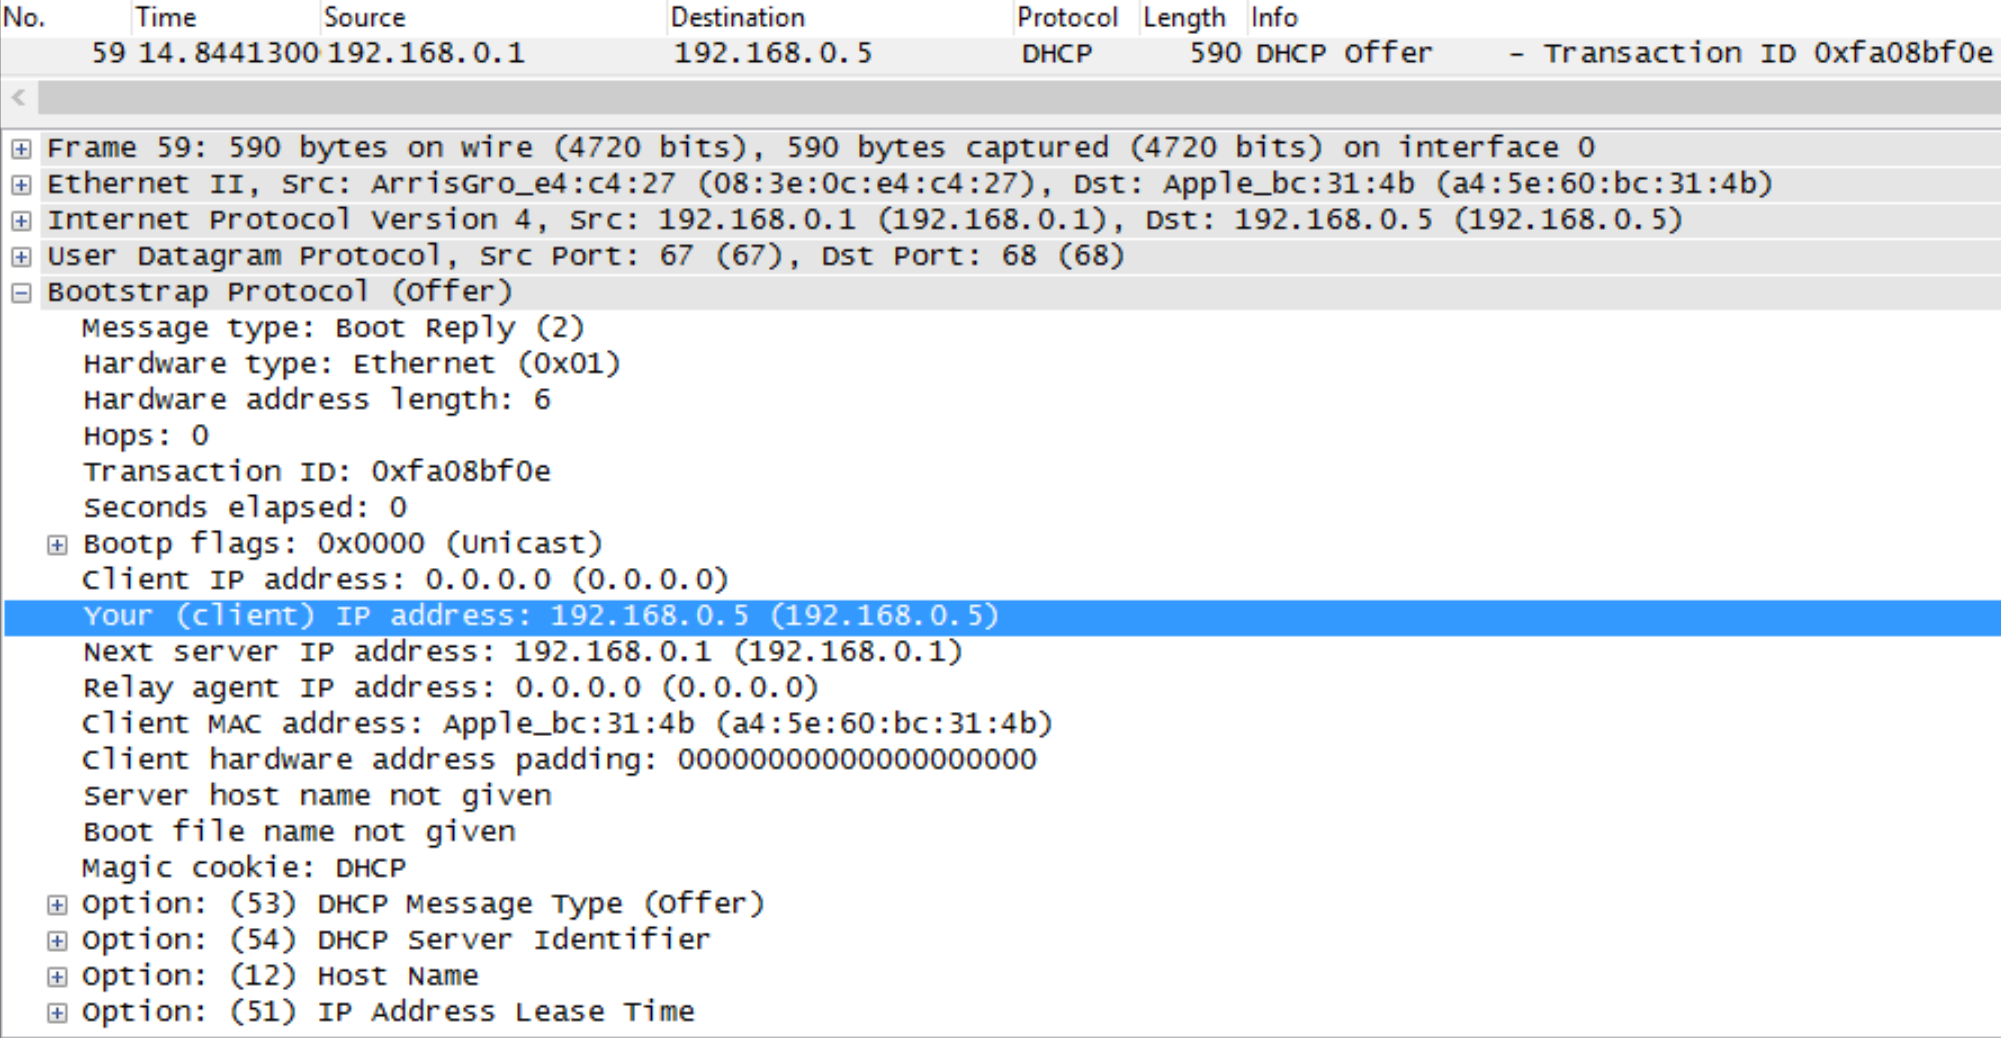 No. Time Source Destination Protocol Length Info
59 14.8441300 192.168.0.1 192.168.0.5 DHCP 590 DHCP Offer - Transaction ID 0xfa08bf0e
Frame 59: 590 bytes on wire (4720 bits), 590 bytes captured (4720 bits) on interface 0
Ethernet II, Src: ArrisGro_e4:c4:27 (08:3e:0c:e4:c4:27), Dst: Apple_bc:31:4b (a4:5e:60:bc:31:4b)
Internet Protocol Version 4, Src: 192.168.0.1 (192.168.0.1), Dst: 192.168.0.5 (192.168.0.5)
User Datagram Protocol, Src Port: 67 (67), Dst Port: 68 (68)
Bootstrap Protocol (Offer)
Message type: Boot Reply (2)
Hardware type: Ethernet (0x01)
Hardware address length: 6
Hops: 0
Transaction ID: 0xfa08bf0e
Seconds elapsed: 0
Bootp flags: 0x0000 (Unicast)
Client IP address: 0.0.0.0 (0.0.0.0)
Your (client) IP address: 192.168.0.5 (192.168.0.5)
Next server IP address: 192.168.0.1 (192.168.0.1)
Relay agent IP address: 0.0.0.0 (0.0.0.0)
Client MAC address: Apple_bc:31:4b (a4:5e:60:bc:31:4b)
Client hardware address padding: 00000000000000000000
Server host name not given
Boot file name not given
Magic cookie: DHCP
Option: (53) DHCP Message Type (Offer)
Option: (54) DHCP Server Identifier
Option: (12) Host Name
Option: (51) IP Address Lease Time